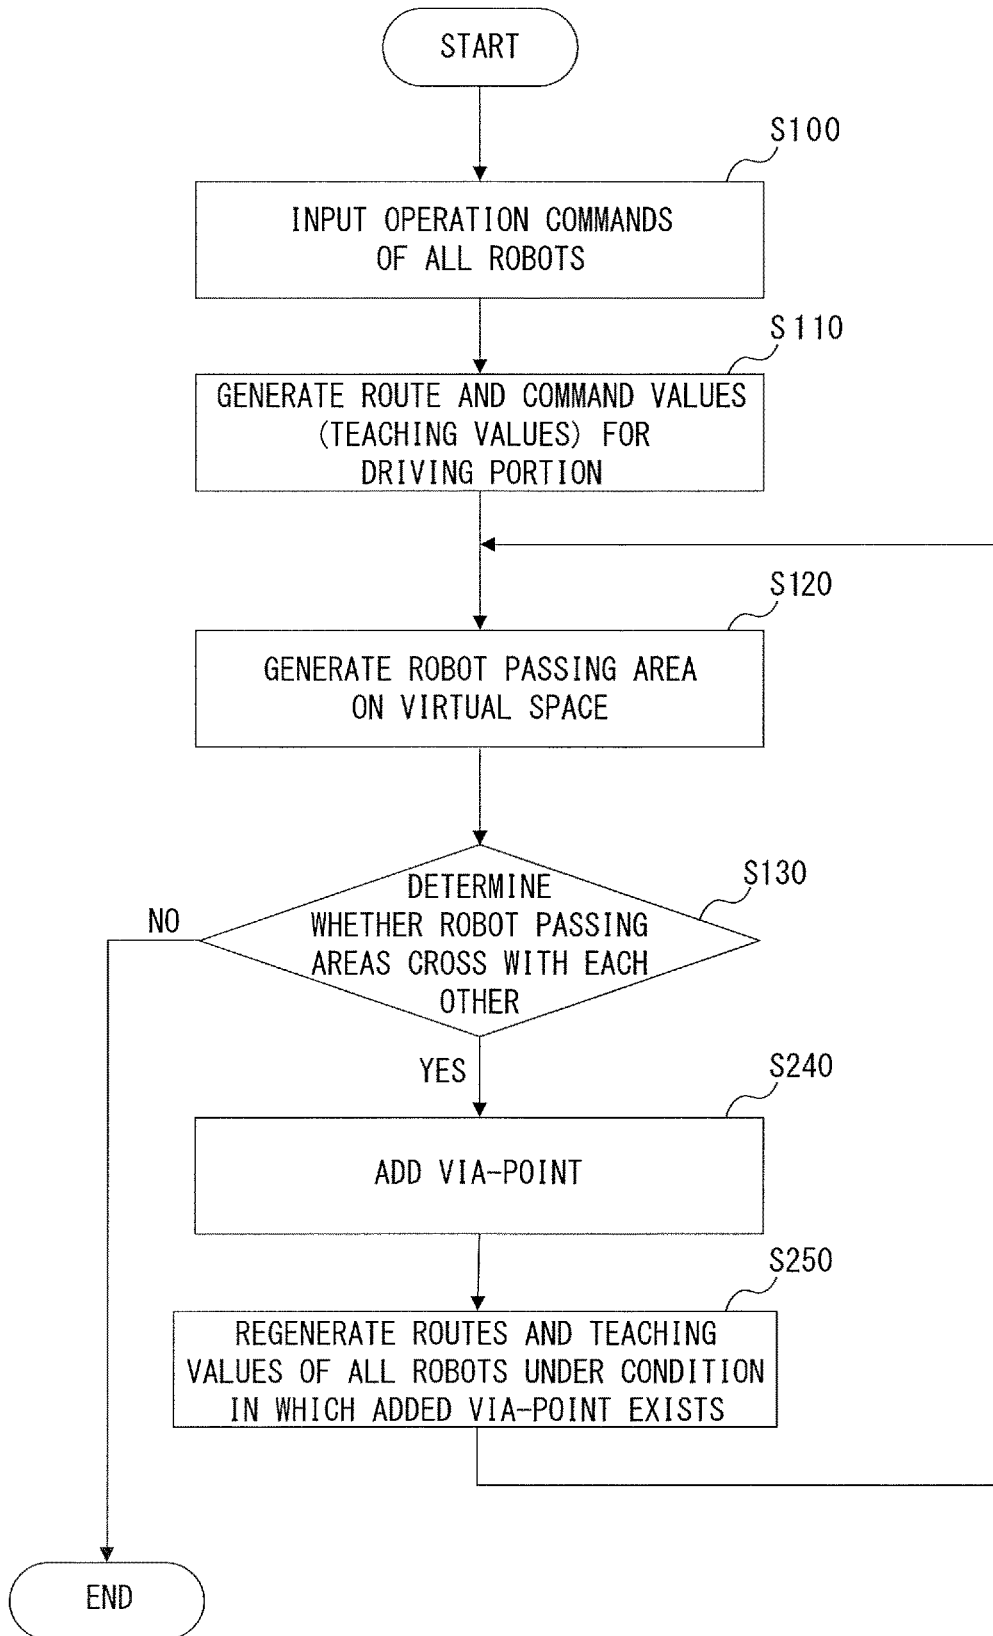 START
S100
INPUT OPERATION COMMANDS
OF ALL ROBOTS
S110
GENERATE ROUTE AND COMMAND VALUES
(TEACHING VALUES) FOR
DRIVING PORTION
S120
GENERATE ROBOT PASSING AREA
ON VIRTUAL SPACE
S130
DETERMINE
WHETHER ROBOT PASSING
AREAS CROSS WITH EACH
OTHER
NO
YES
S240
ADD VIA-POINT
S250
REGENERATE ROUTES AND TEACHING
VALUES OF ALL ROBOTS UNDER CONDITION
IN WHICH ADDED VIA-POINT EXISTS
END